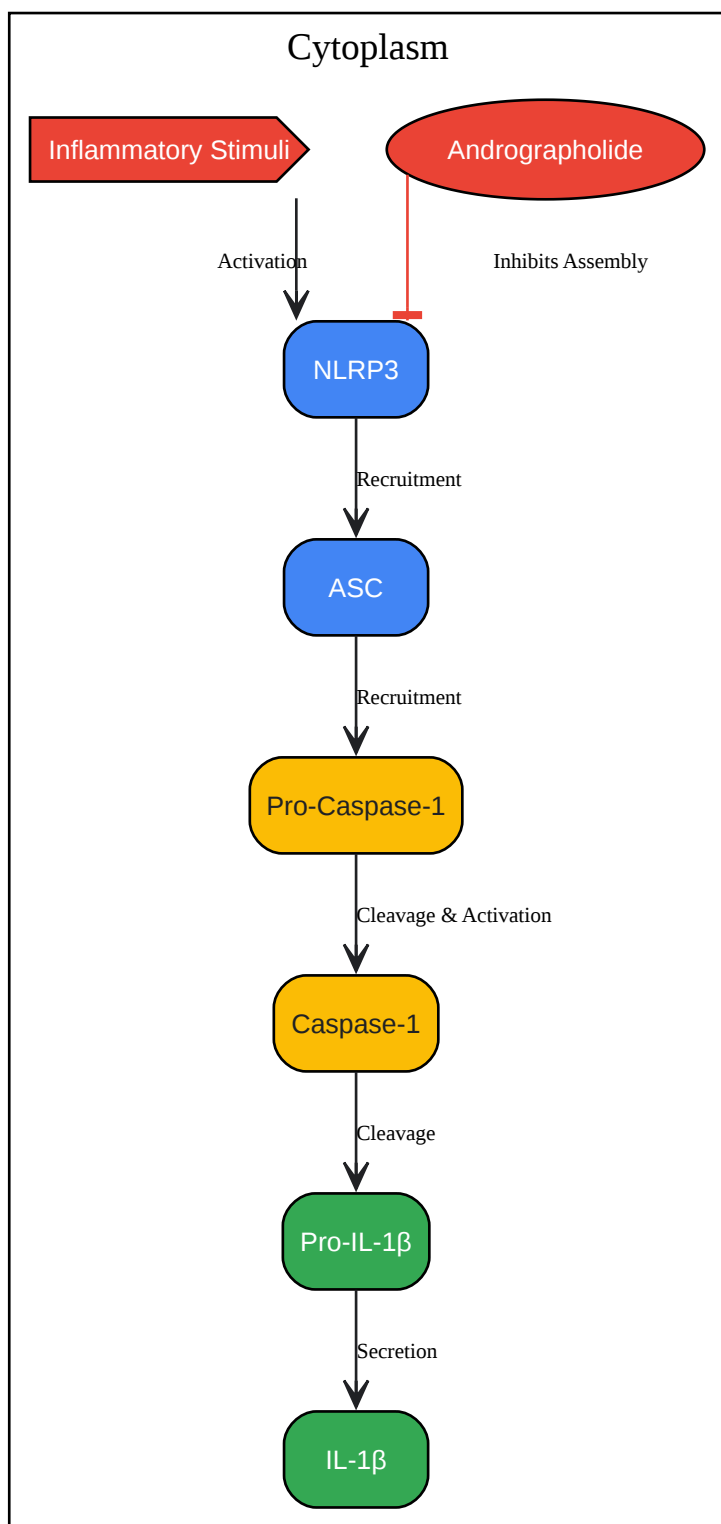 Cytoplasm
Inflammatory Stimuli
Andrographolide
Activation
Inhibits Assembly
NLRP3
Recruitment
ASC
Recruitment
Pro-Caspase-1
Cleavage & Activation
Caspase-1
Cleavage
Pro-IL-1β
Secretion
IL-1β